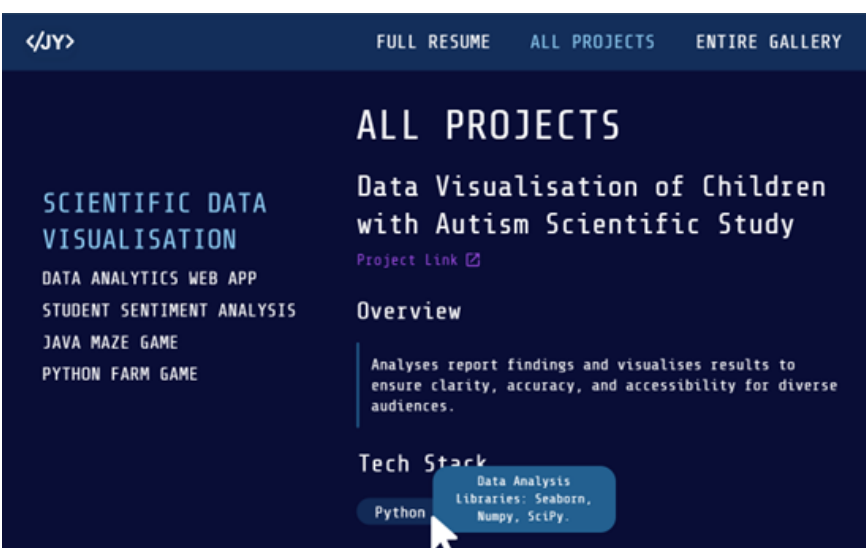 </JY>
FULL RESUME
ALL PROJECTS
ENTIRE GALLERY
SCIENTIFIC DATA
VISUALISATION
DATA ANALYTICS WEB APP
STUDENT SENTIMENT ANALYSIS
JAVA MAZE GAME
PYTHON FARM GAME
ALL PROJECTS
Data Visualisation of Children
with Autism Scientific Study
Project Link
Overview
Analyses report findings and visualises results to
ensure clarity, accuracy, and accessibility for diverse
audiences.
Tech Stack
Data Analysis
Libraries: Seaborn,
Numpy, SciPy.
Python